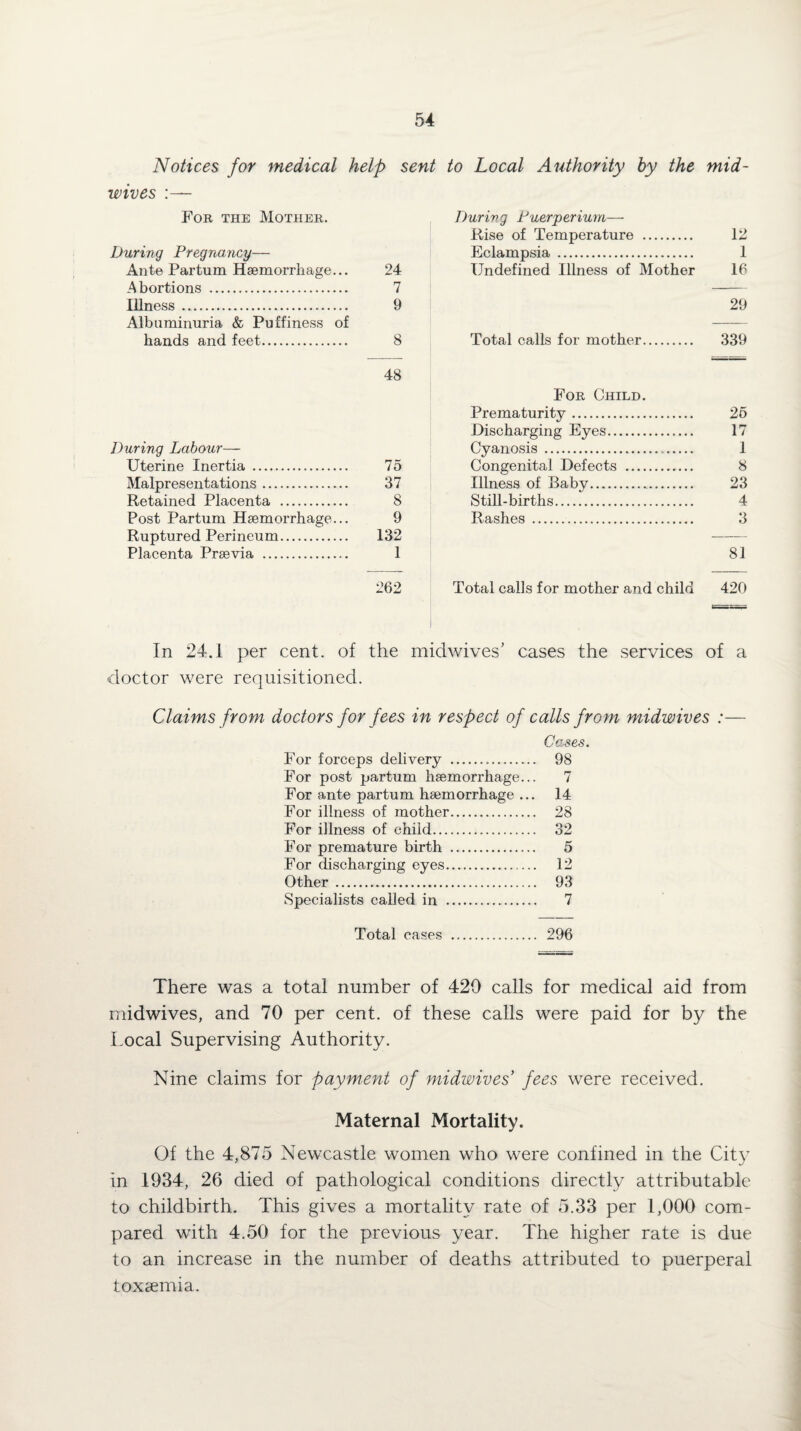 54
Notices for medical help sent to Local Authority by the mid-
wives :—
For the Mother.
During Pregnancy—
Ante Partum Hæmorrhage... 24
Abortions ........................ 7
Illness .............................. 9
Albuminuria & Puffiness of
hands and feet................ 8
48
During Labour—
Uterine Inertia .................. 75
Malpresentations ................ 37
Retained Placenta ............ 8
Post Partum Hæmorrhage... 9
Ruptured Perineum............ 132
Placenta Prævia ............... 1
262
During Puerperium—
Rise of Temperature ......... 12
Eclampsia ........................ 1
Undefined Illness of Mother 16
29
Total calls for mother......... 339
For Child.
Prematurity ...................... 25
Discharging Eyes............... 17
Cyanosis .......................... 1
Congenital Defects ............ 8
Illness of Baby................... 23
Still-births........................ 4
Rashes ............................ 3
81
Total calls for mother and child 420
In 24.1 per cent. of the midwives' cases the services of a
doctor were requisitioned.
Claims from doctors for fees in respect of calls from midwives :—
Cases.
For forceps delivery ................ 98
For post partum hæmorrhage... 7
For ante partum hæmorrhage ... 14
For illness of mother................ 28
For illness of child................... 32
For premature birth ............... 5
For discharging eyes................ 12
Other .................................... 93
Specialists called in ................ 7
Total cases ............... 296
There was a total number of 420 calls for medical aid from
midwives, and 70 per cent. of these calls were paid for by the
Local Supervising Authority.
Nine claims for payment of midwives' fees were received.
Maternal Mortality.
Of the 4,875 Newcastle women who were confined in the City
in 1934, 26 died of pathological conditions directly attributable
to childbirth. This gives a mortality rate of 5.33 per 1,000 com-
pared with 4.50 for the previous year. The higher rate is due
to an increase in the number of deaths attributed to puerperal
toxæmia.